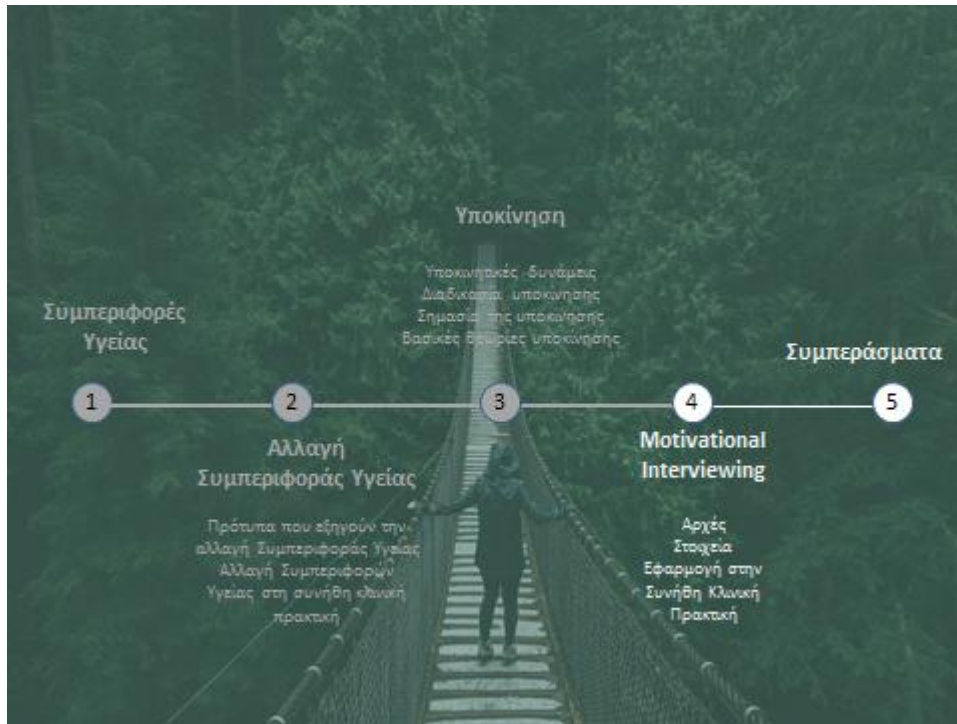 Συμπεριφορές
Υγείας
1
2
Αλλαγή
Συμπεριφοράς Υγείας
Πρότυπα που εξηγούν την
αλλαγή Συμπεριφοράς Υγείας
Αλλαγή Συμπεριφορών
Υγείας στη συνήθη κλινική
πρακτική
Υποκίνηση
Υποκινητικές δυνάμεις
Διαδικασία υποκίνησης
Σημασία της υποκίνησης
Βασικές θεωρίες υποκίνησης
3
4
Motivational
Interviewing
Αρχές
Στοιχεία
Εφαρμογή στην
Συνήθη Κλινική
Πρακτική
Συμπεράσματα
5